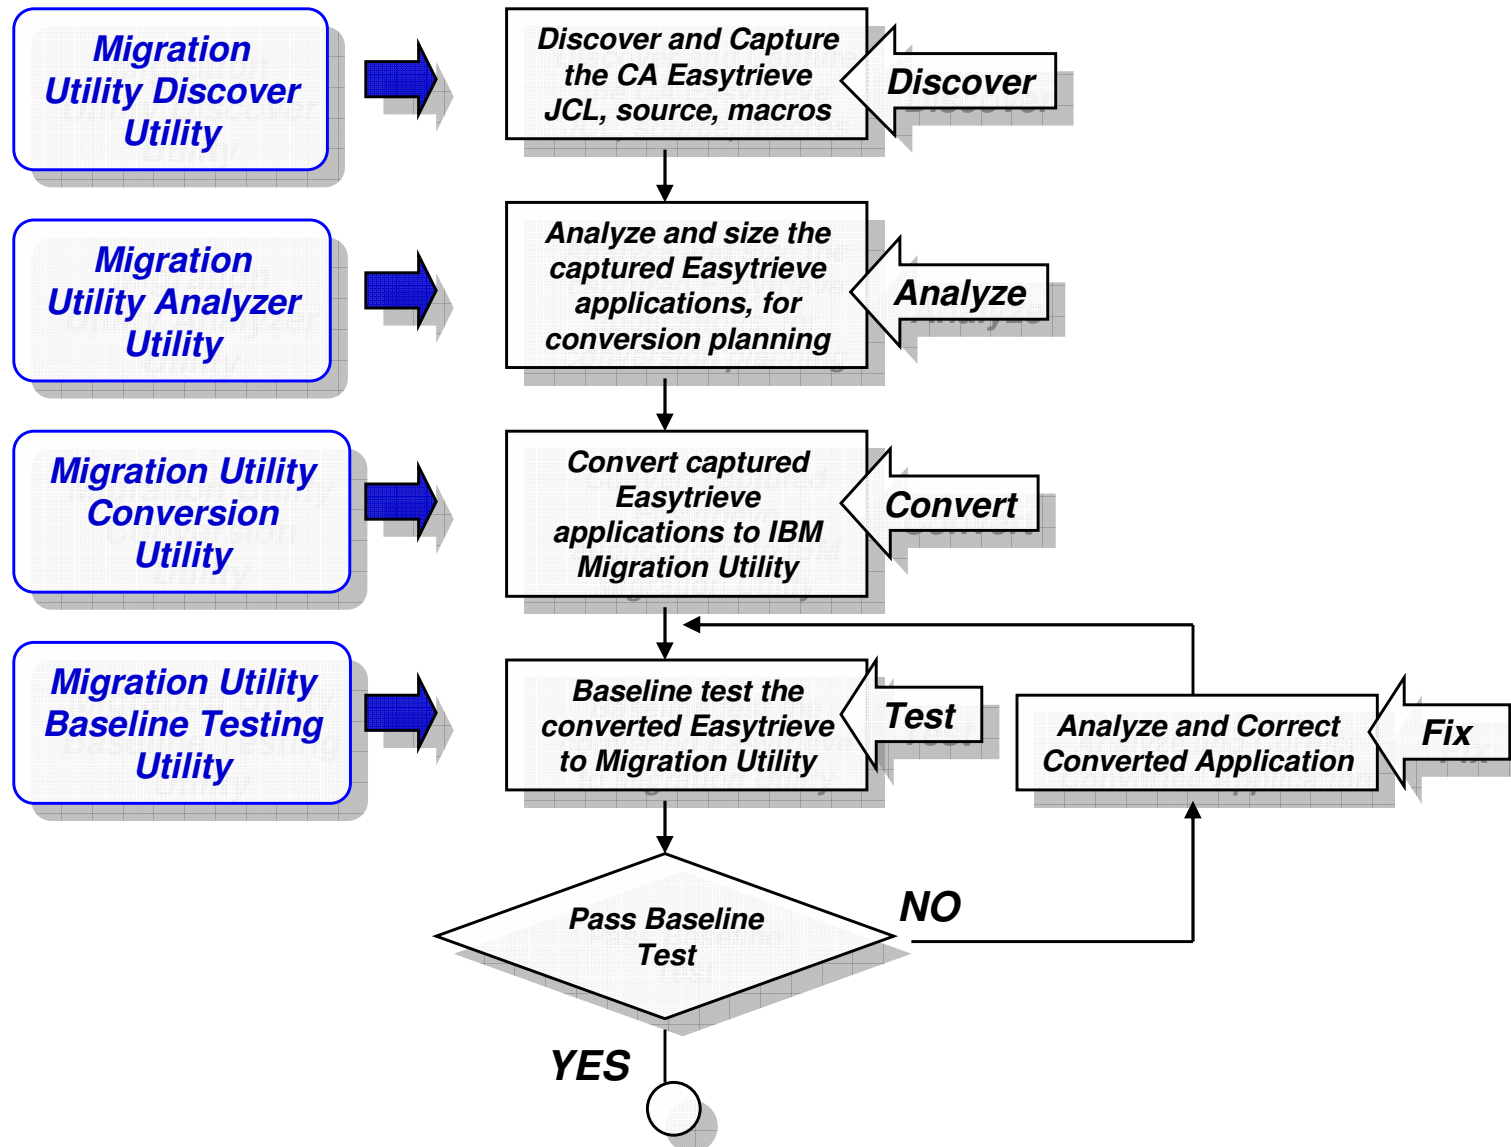 Migration
Utility Discover
Utility
Discover and Capture
the CA Easytrieve
JCL, source, macros
Discover
Migration
Utility Analyzer
Utility
Analyze and size the
captured Easytrieve
applications, for
conversion planning
Analyze
Migration Utility
Conversion
Utility
Convert captured
Easytrieve
applications to IBM
Migration Utility
Convert
Migration Utility
Baseline Testing
Utility
Baseline test the
converted Easytrieve
to Migration Utility
Test
Analyze and Correct
Converted Application
Fix
Pass Baseline
Test
NO
YES